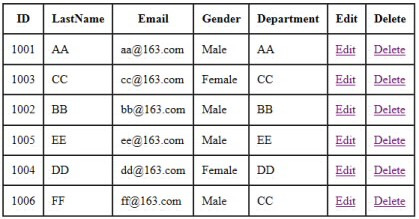 ID LastName Email Gender Department Edit Delete
1001 AA aa@163.com Male AA Edit Delete
1003 CC cc@163.com Female CC Edit Delete
1002 BB bb@163.com Male BB Edit Delete
1005 EE ee@163.com Male EE Edit Delete
1004 DD dd@163.com Female DD Edit Delete
1006 FF ff@163.com Male CC Edit Delete